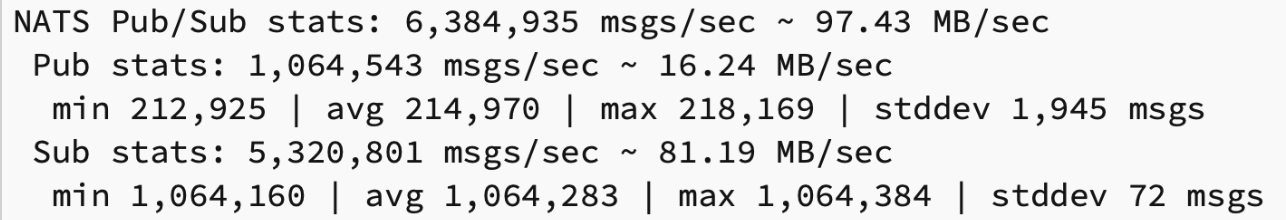 NATS Pub/Sub stats: 6,384,935 msgs/sec ~ 97.43 MB/sec
Pub stats: 1,064,543 msgs/sec ~ 16.24 MB/sec
min 212,925 | avg 214,970 | max 218,169 | stddev 1,945 msgs
Sub stats: 5,320,801 msgs/sec ~ 81.19 MB/sec
min 1,064,160 | avg 1,064,283 | max 1,064,384 | stddev 72 msgs